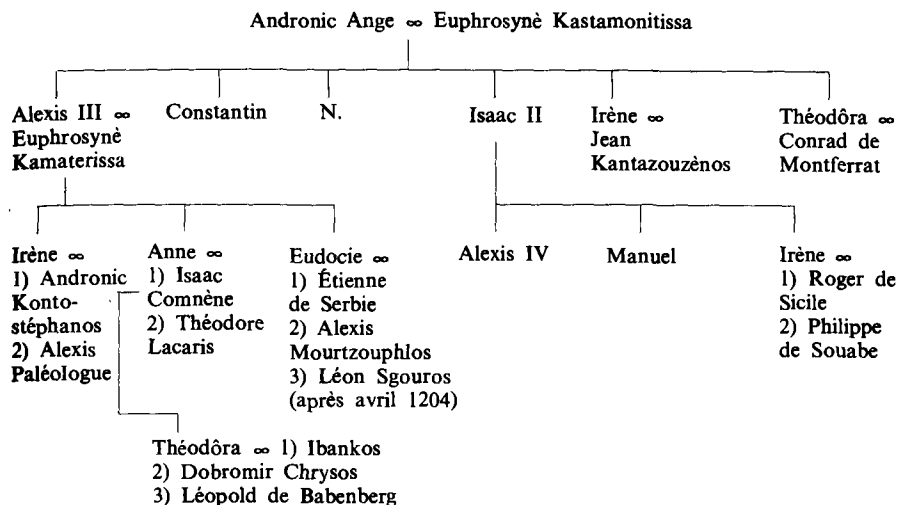 Andronic Ange ∞ Euphrosynè Kastamonitissa
Alexis III ∞
Euphrosynè
Kamaterissa
Constantin
N.
Isaac II
Irène ∞
Jean
Kantazouzènos
Théodôra ∞
Conrad de
Montferrat
Irène ∞
1) Andronic
Konto-
stéphanos
2) Alexis
Paléologue
Anne ∞
1) Isaac
Comnène
2) Théodore
Lacaris
Eudocie ∞
1) Étienne
de Serbie
2) Alexis
Mourtzouphlos
3) Léon Sgouros
(après avril 1204)
Alexis IV
Manuel
Irène ∞
1) Roger de
Sicile
2) Philippe
de Souabe
Théodôra ∞ 1) Ibankos
2) Dobromir Chrysos
3) Léopold de Babenberg